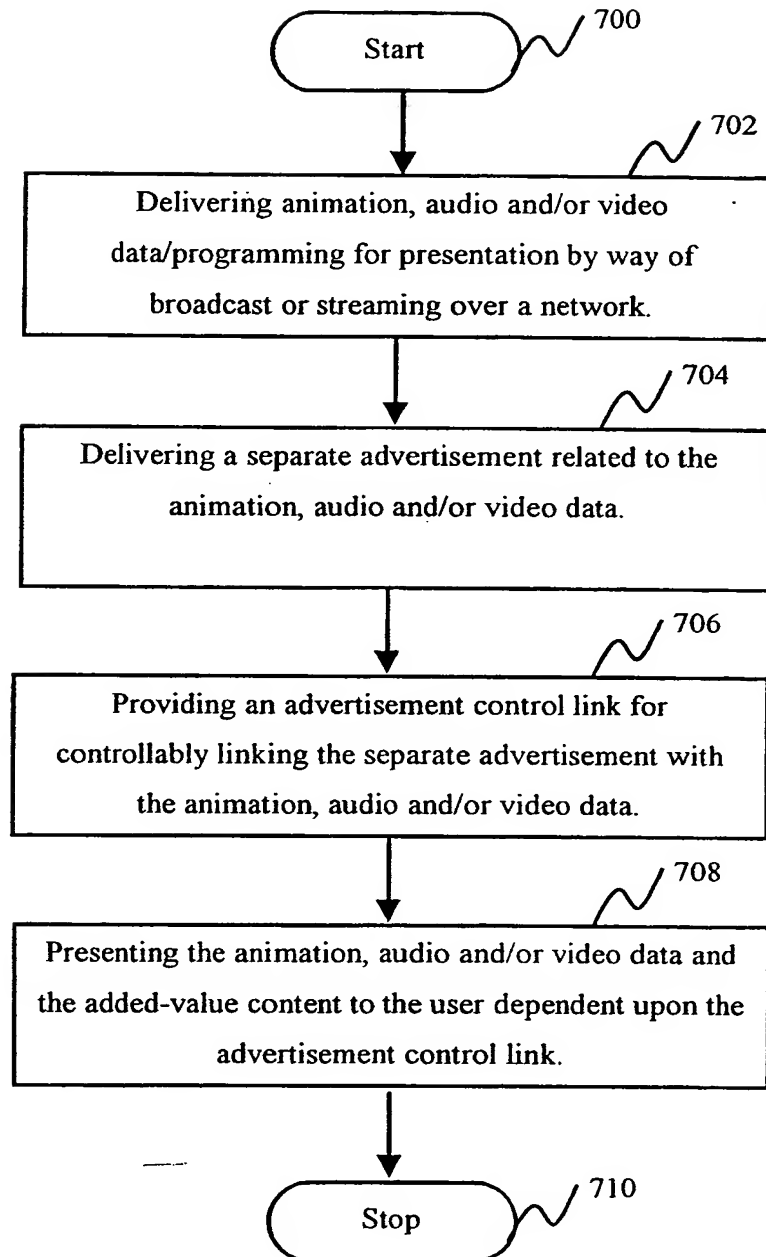 Start
700
702
Delivering animation, audio and/or video
data/programming for presentation by way of
broadcast or streaming over a network.
704
Delivering a separate advertisement related to the
animation, audio and/or video data.
706
Providing an advertisement control link for
controllably linking the separate advertisement with
the animation, audio and/or video data.
708
Presenting the animation, audio and/or video data and
the added-value content to the user dependent upon the
advertisement control link.
710
Stop